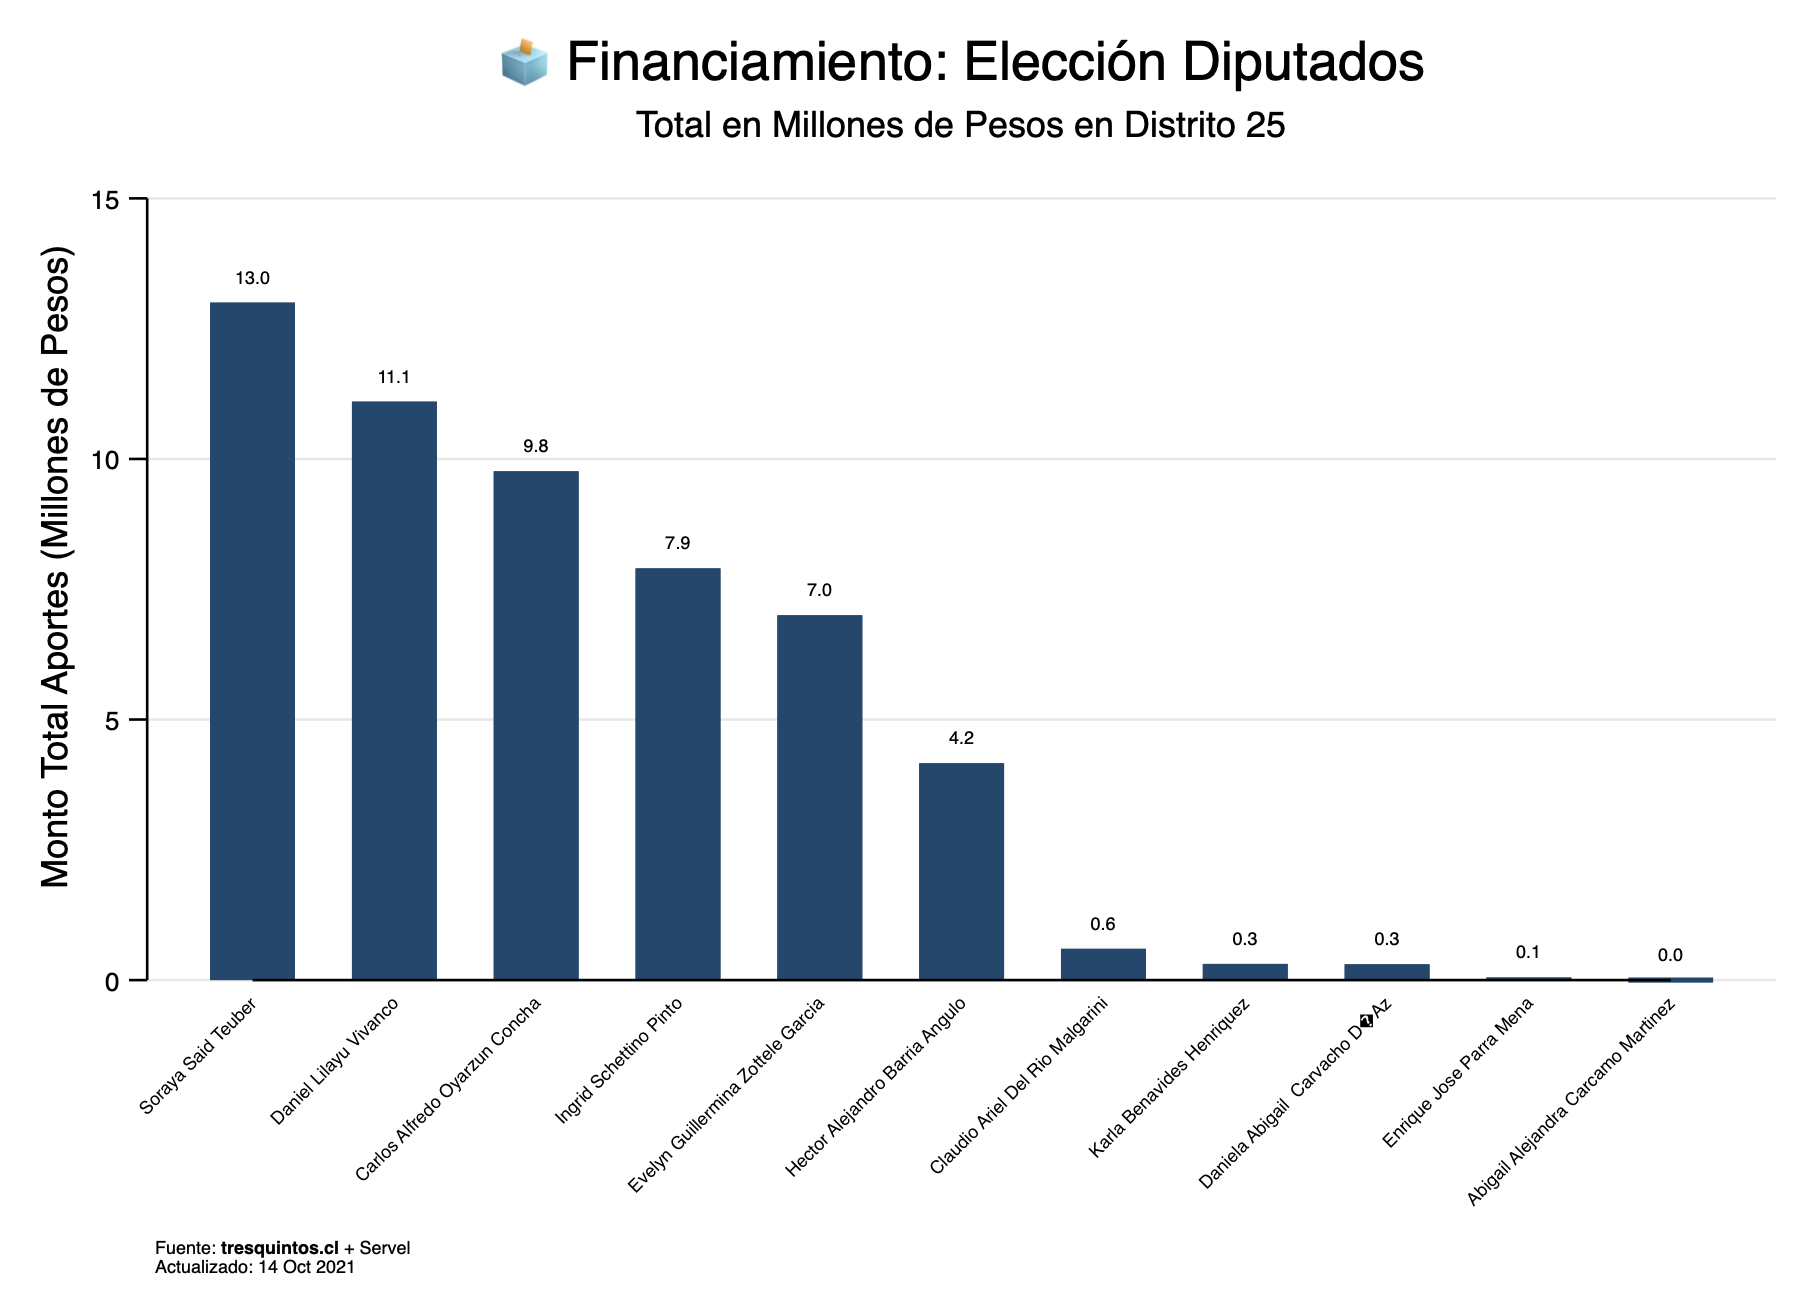 Financiamiento: Elección Diputados
Total en Millones de Pesos en Distrito 25
Monto Total Aportes (Millones de Pesos)
15
10
5
0
13.0
11.1
9.8
7.9
7.0
4.2
0.6
0.3
0.3
0.1
0.0
Soraya Said Teuber
Daniel Lilayu Vivanco
Carlos Alfredo Oyarzun Concha
Ingrid Schettino Pinto
Evelyn Guillermina Zottele Garcia
Hector Alejandro Barria Angulo
Claudio Ariel Del Rio Malgarini
Karla Benavides Henriquez
Daniela Abigail  Carvacho D�Az
Enrique Jose Parra Mena
Abigail Alejandra Carcamo Martinez
Fuente: tresquintos.cl + Servel
Actualizado: 14 Oct 2021